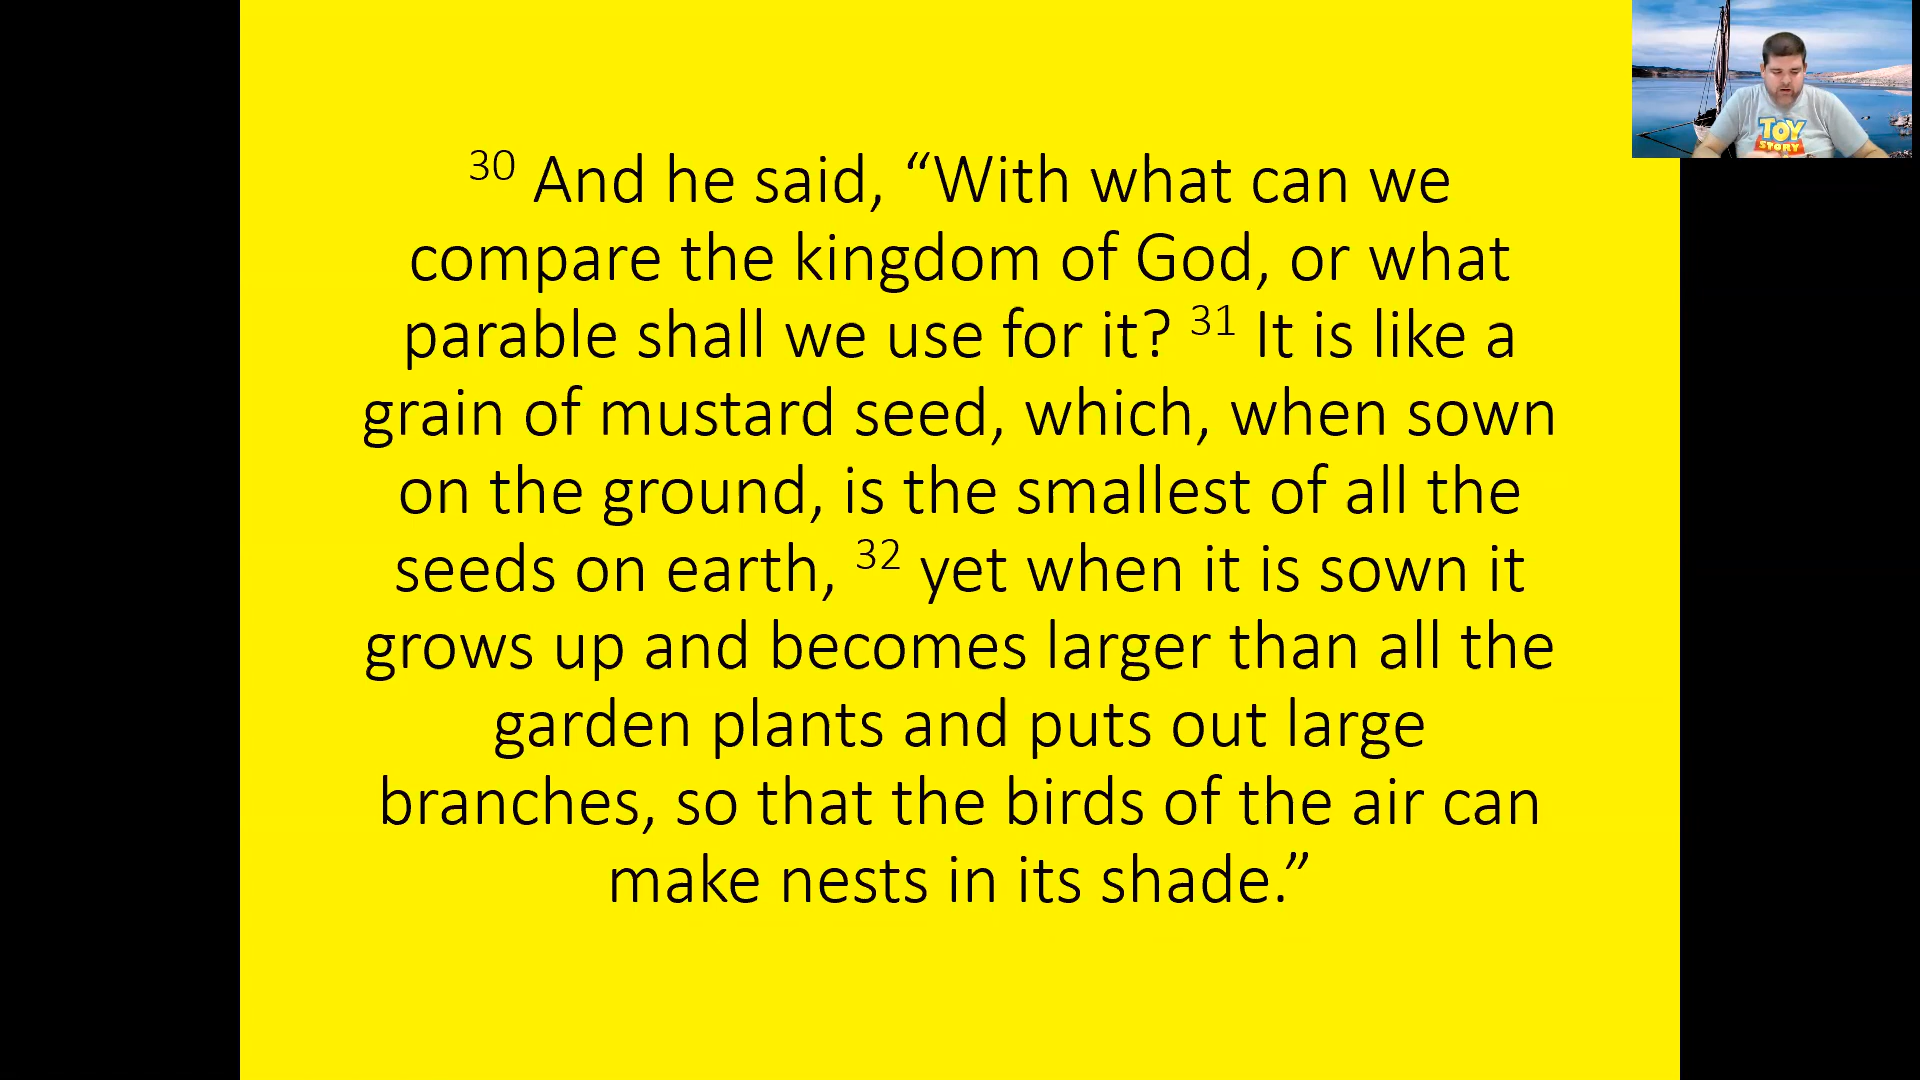 30 And he said, “With what can we
compare the kingdom of God, or what
parable shall we use for it? 31 It is like a
grain of mustard seed, which, when sown
on the ground, is the smallest of all the
seeds on earth, 32 yet when it is sown it
grows up and becomes larger than all the
garden plants and puts out large
branches, so that the birds of the air can
make nests in its shade.”
TOY
STORY